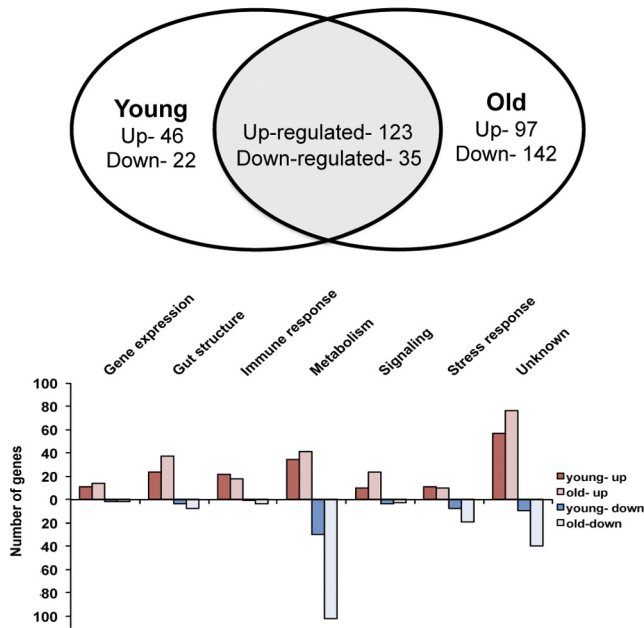 Young
Up- 46
Down- 22
Up-regulated- 123
Down-regulated- 35
Old
Up- 97
Down- 142
Gene expression
Gut structure
Immune response
Metabolism
Signaling
Stress response
Unknown
Number of genes
100
80
60
40
20
0
20
40
60
80
100
young- up
old- up
young- down
old-down